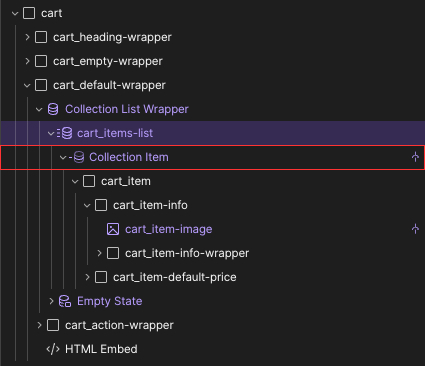 cart
cart_heading-wrapper
cart_empty-wrapper
cart_default-wrapper
Collection List Wrapper
cart_items-list
Collection Item
cart_item
cart_item-info
cart_item-image
cart_item-info-wrapper
cart_item-default-price
Empty State
cart_action-wrapper
HTML Embed